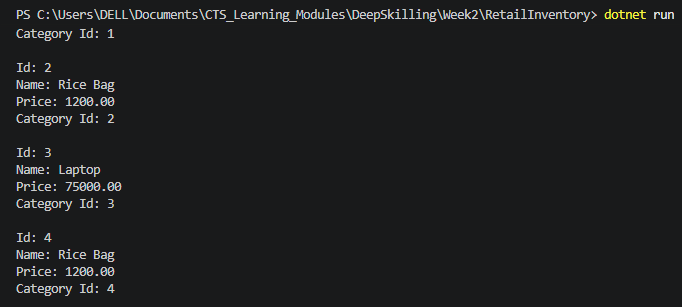 PS C:\Users\DELL\Documents\CTS_Learning_Modules\DeepSkilling\Week2\RetailInventory> dotnet run
Category Id: 1
Id: 2
Name: Rice Bag
Price: 1200.00
Category Id: 2
Id: 3
Name: Laptop
Price: 75000.00
Category Id: 3
Id: 4
Name: Rice Bag
Price: 1200.00
Category Id: 4